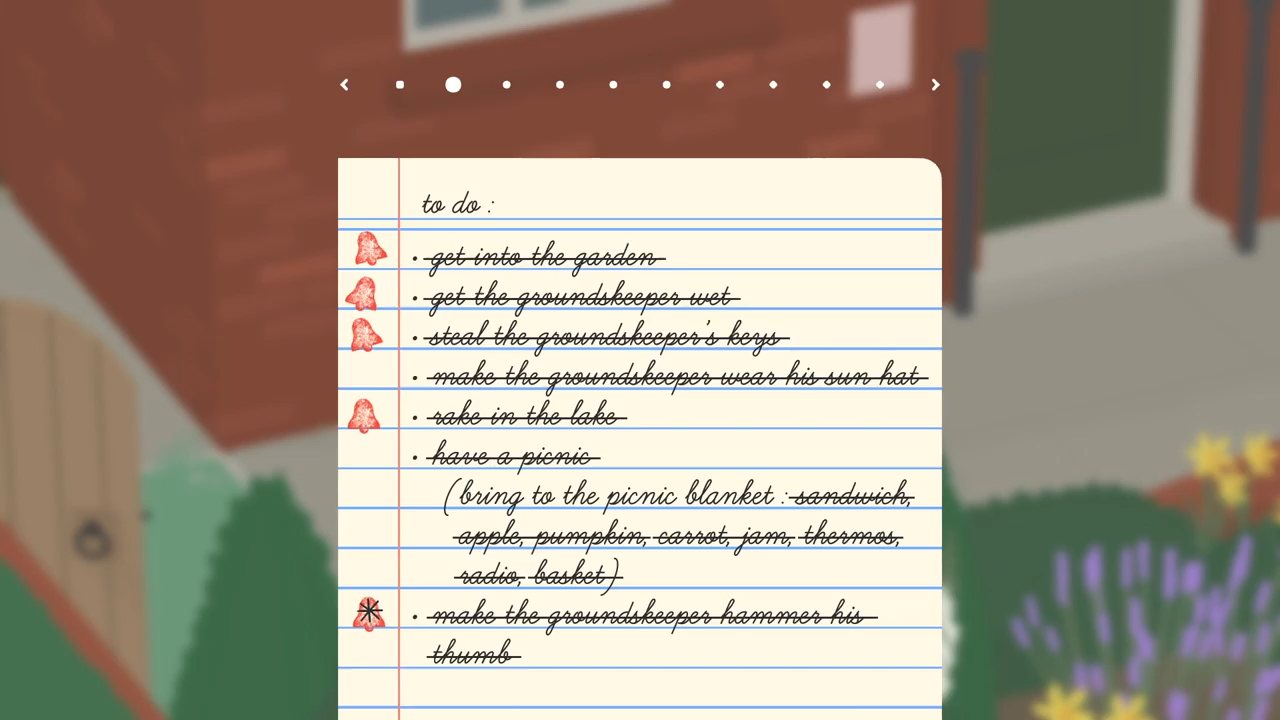 to do :
• get into the garden
• get the groundskeeper wet
• steal the groundskeeper's keys
• make the groundskeeper wear his sun hat
• rake in the lake
• have a picnic
(bring to the picnic blanket : sandwich,
apple, pumpkin, carrot, jam, thermos,
radio, basket)
• make the groundskeeper hammer his
thumb